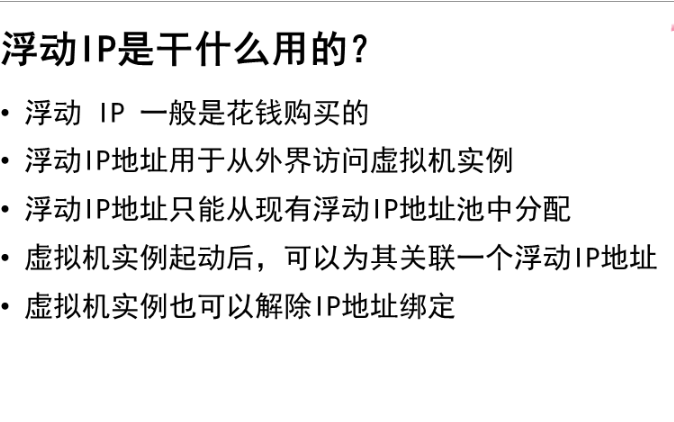 浮动IP是干什么用的？
• 浮动 IP 一般是花钱购买的
• 浮动IP地址用于从外界访问虚拟机实例
• 浮动IP地址只能从现有浮动IP地址池中分配
• 虚拟机实例起动后，可以为其关联一个浮动IP地址
• 虚拟机实例也可以解除IP地址绑定